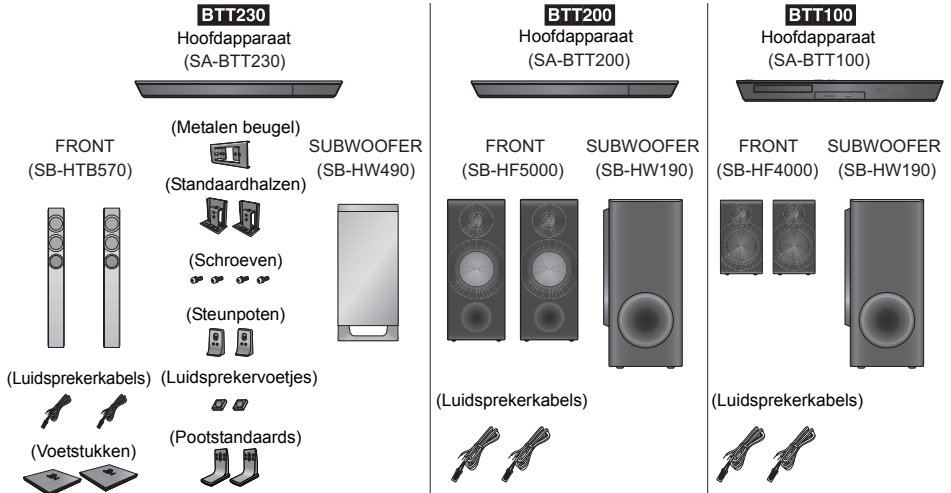 BTT230
Hoofdapparaat
(SA-BTT230)
FRONT
(SB-HTB570)
(Metalen beugel)
(Standaardhalzen)
(Schroeven)
(Steunpoten)
SUBWOOFER
(SB-HW490)
(Luidsprekerkabels)
(Luidsprekervoetjes)
(Voetstukken)
(Pootstandaards)
BTT200
Hoofdapparaat
(SA-BTT200)
FRONT
(SB-HF5000)
SUBWOOFER
(SB-HW190)
(Luidsprekerkabels)
BTT100
Hoofdapparaat
(SA-BTT100)
FRONT
(SB-HF4000)
SUBWOOFER
(SB-HW190)
(Luidsprekerkabels)